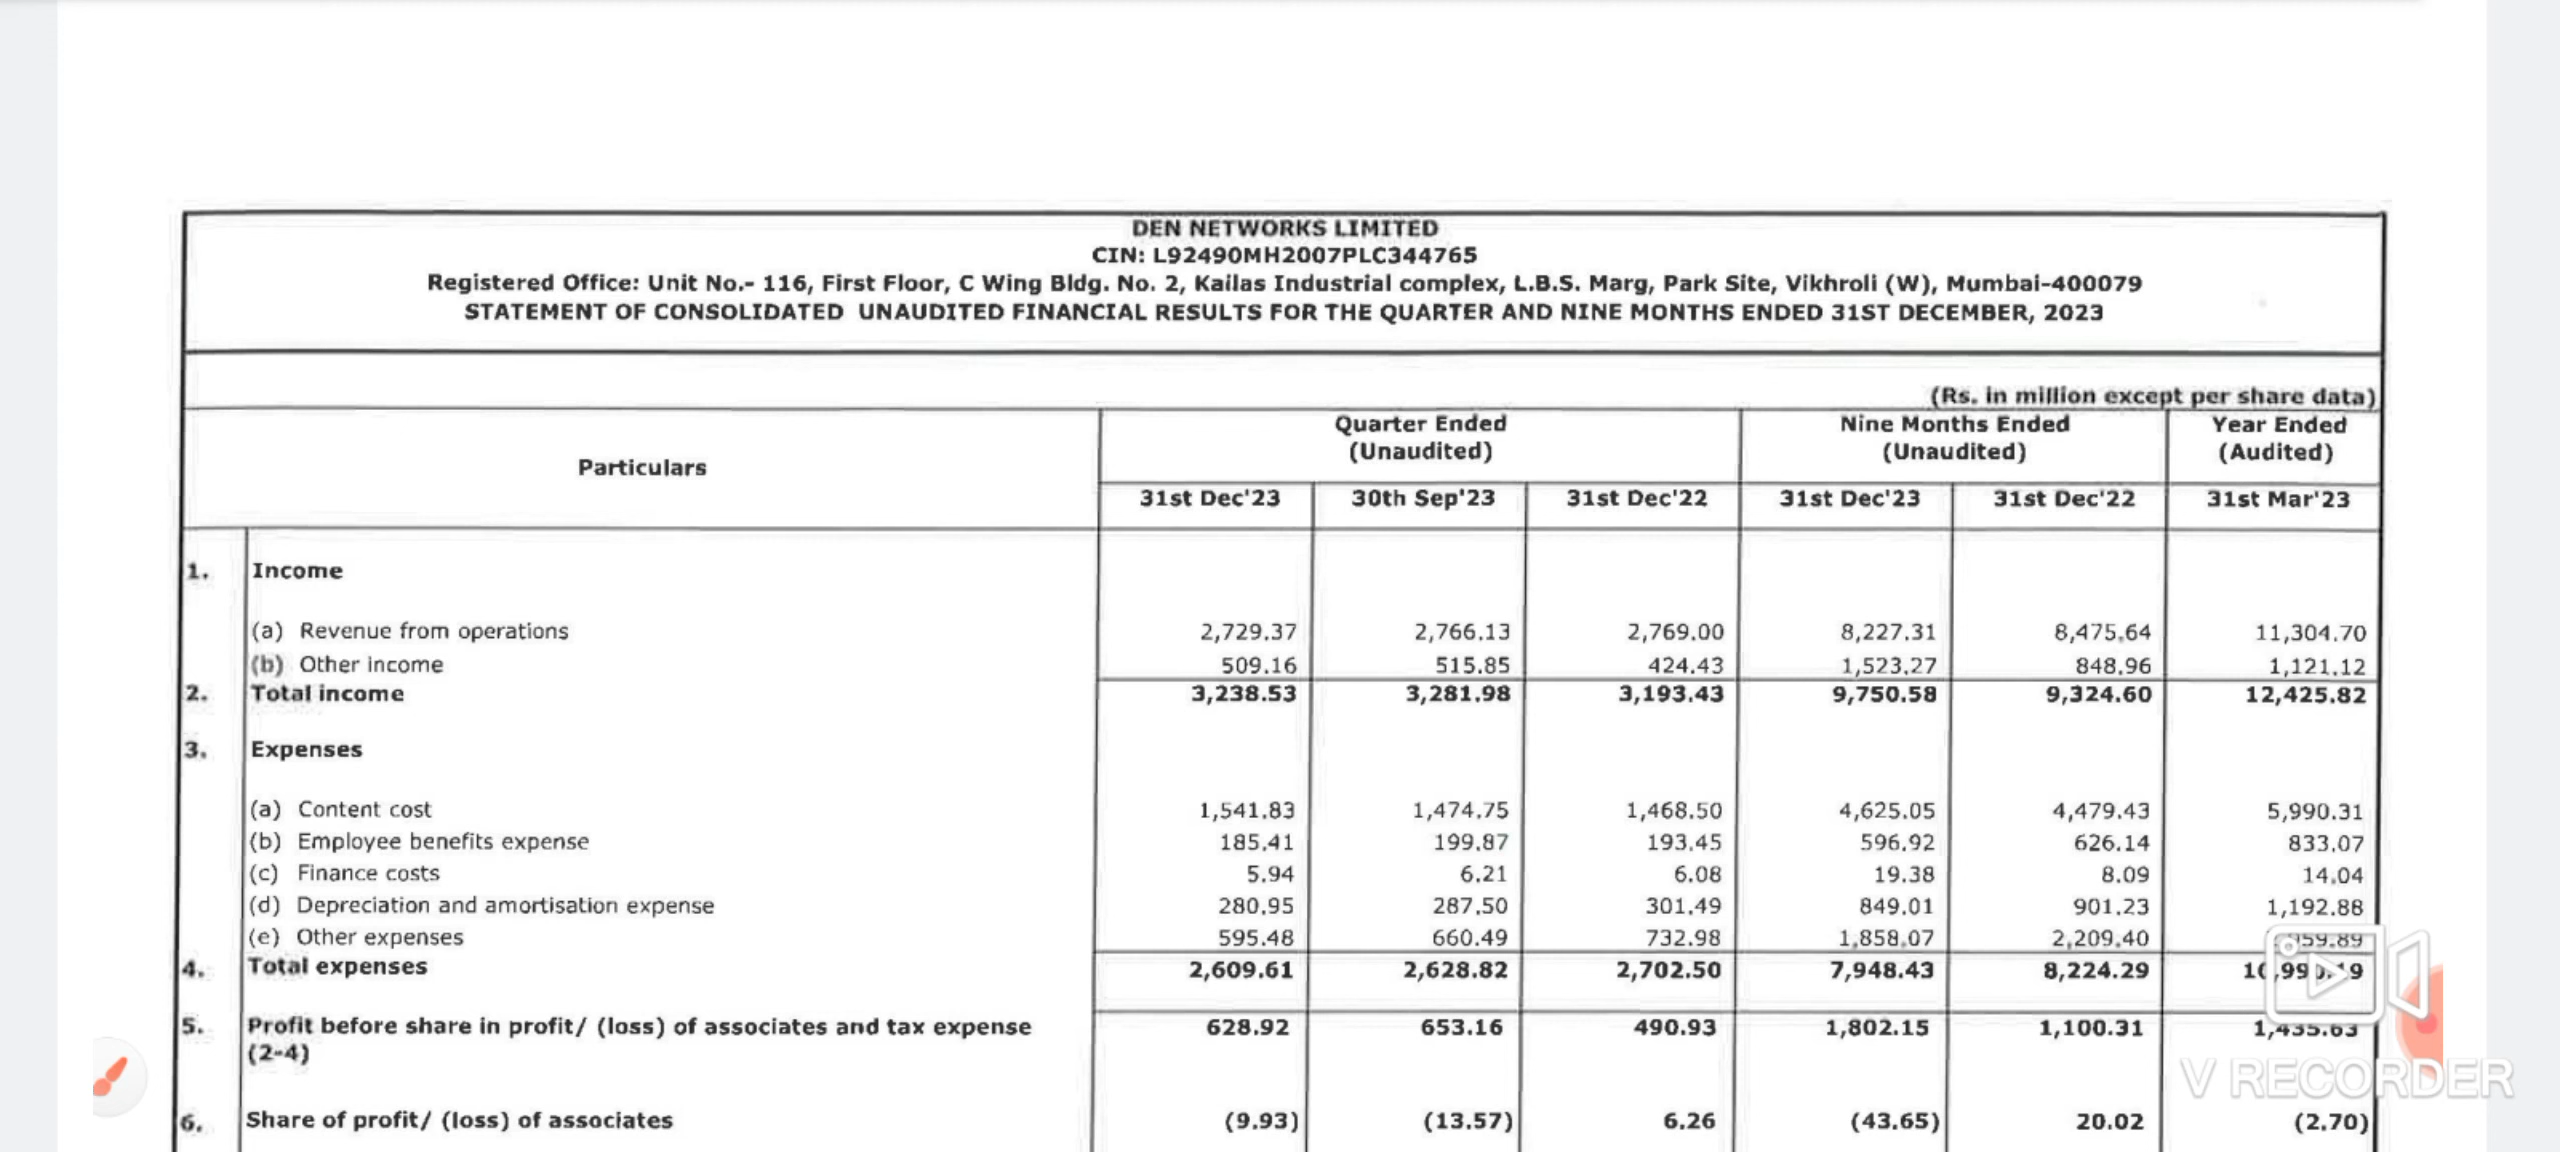 DEN NETWORKS LIMITED
CIN: L92490MH2007PLC344765
Registered Office: Unit No.- 116, First Floor, C Wing Bldg. No. 2, Kailas Industrial complex, L.B.S. Marg, Park Site, Vikhroli (W), Mumbai-400079
STATEMENT OF CONSOLIDATED UNAUDITED FINANCIAL RESULTS FOR THE QUARTER AND NINE MONTHS ENDED 31ST DECEMBER, 2023
(Rs. in million except per share data)
Particulars
Quarter Ended Nine Months Ended Year Ended
(Unaudited) (Unaudited) (Audited)
31st Dec'23 30th Sep'23 31st Dec'22 31st Dec'23 31st Dec'22 31st Mar'23
1. Income
(a) Revenue from operations 2,729.37 2,766.13 2,769.00 8,227.31 8,475.64 11,304.70
(b) Other income 509.16 515.85 424.43 1,523.27 848.96 1,121.12
2. Total income 3,238.53 3,281.98 3,193.43 9,750.58 9,324.60 12,425.82
3. Expenses
(a) Content cost 1,541.83 1,474.75 1,468.50 4,625.05 4,479.43 5,990.31
(b) Employee benefits expense 185.41 199.87 193.45 596.92 626.14 833.07
(c) Finance costs 5.94 6.21 6.08 19.38 8.09 14.04
(d) Depreciation and amortisation expense 280.95 287.50 301.49 849.01 901.23 1,192.88
(e) Other expenses 595.48 660.49 732.98 1,858.07 2,209.40
4. Total expenses 2,609.61 2,628.82 2,702.50 7,948.43 8,224.29
5. Profit before share in profit/ (loss) of associates and tax expense 628.92 653.16 490.93 1,802.15 1,100.31 1,435.63
(2-4)
6. Share of profit/ (loss) of associates (9.93) (13.57) 6.26 (43.65) 20.02 (2.70)
V RECORDER